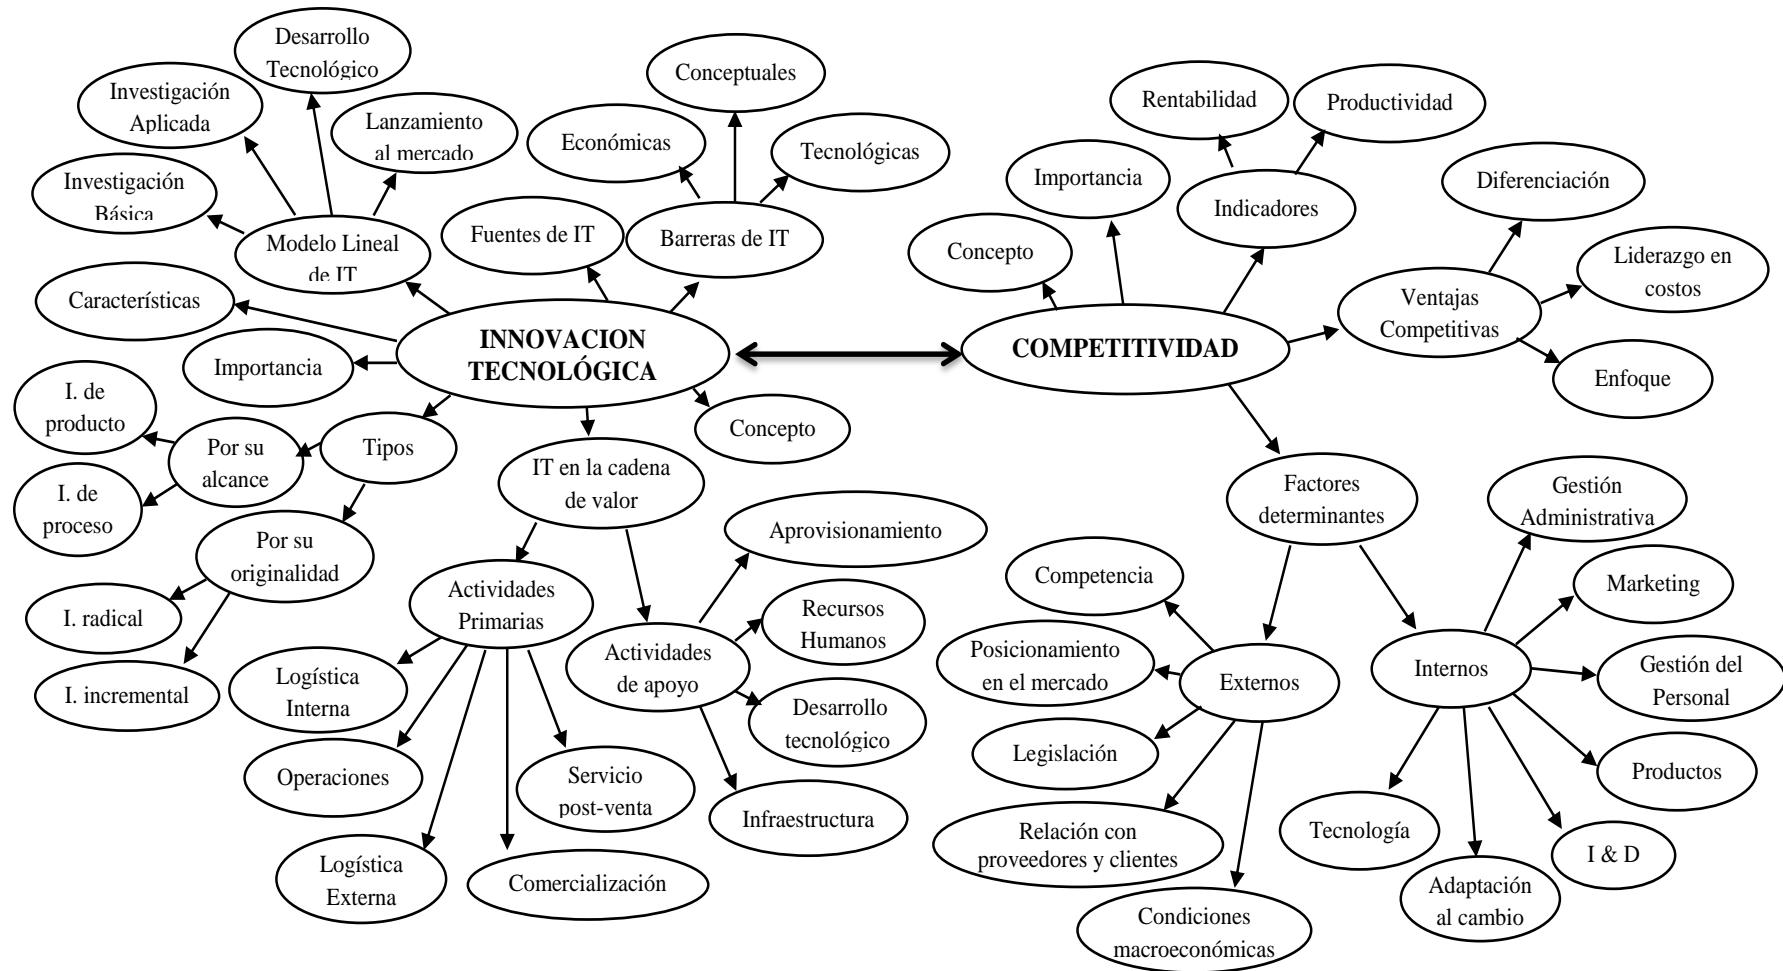 Desarrollo
Tecnológico
Conceptuales
Investigación
Aplicada
Rentabilidad
Productividad
Lanzamiento
al mercado
Económicas
Tecnológicas
Importancia
Diferenciación
Investigación
Básica
Indicadores
Modelo Lineal
de IT
Fuentes de IT
Barreras de IT
Concepto
Liderazgo en
costos
Característicias
Ventajas
Competitivas
INNOVACION
TECNOLÓGICA
COMPETITIVIDAD
Importancia
Enfoque
I. de
producto
Concepto
Por su
alcance
Tipos
IT en la cadena
de valor
I. de
proceso
Factores
determinantes
Gestión
Administrativa
Aprovisionamiento
Por su
originalidad
Competencia
Marketing
Actividades
Primarias
Recursos
Humanos
I. radical
Actividades
de apoyo
Posicionamiento
en el mercado
Externos
Internos
Gestión del
Personal
I. incremental
Logística
Interna
Desarrollo
tecnológico
Legislación
Operaciones
Servicio
post-venta
Productos
Infraestructura
Relación con
proveedores y clientes
Tecnología
I & D
Logística
Externa
Comercialización
Adaptación
al cambio
Condiciones
macroeconómicas